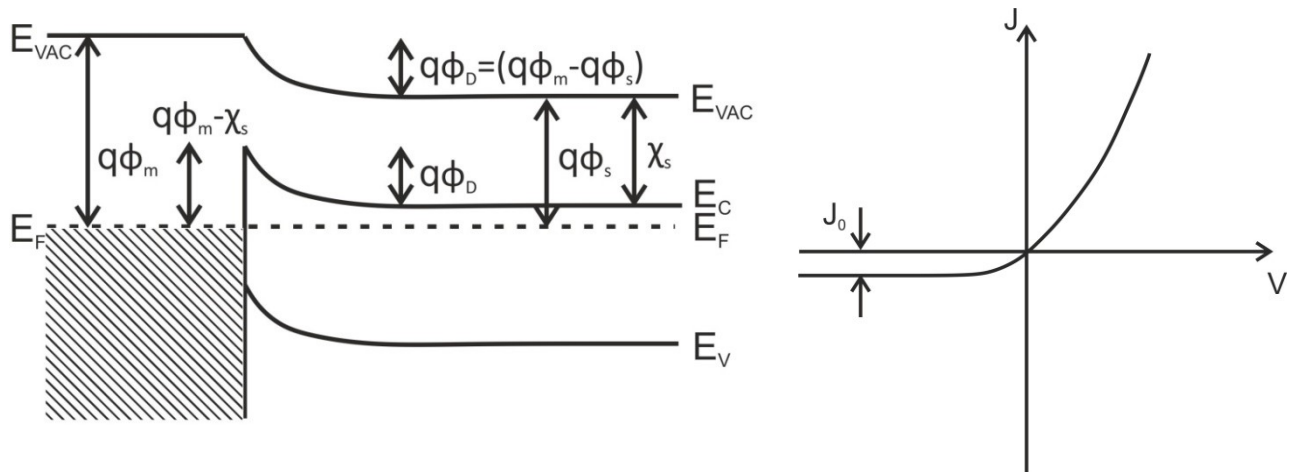 E_VAC
qϕ_D=(qϕ_m-qϕ_s)
E_VAC
qϕ_m-χ_s
qϕ_m
qϕ_D
qϕ_s
χ_s
E_C
E_F
E_F
E_V
J
J_0
V